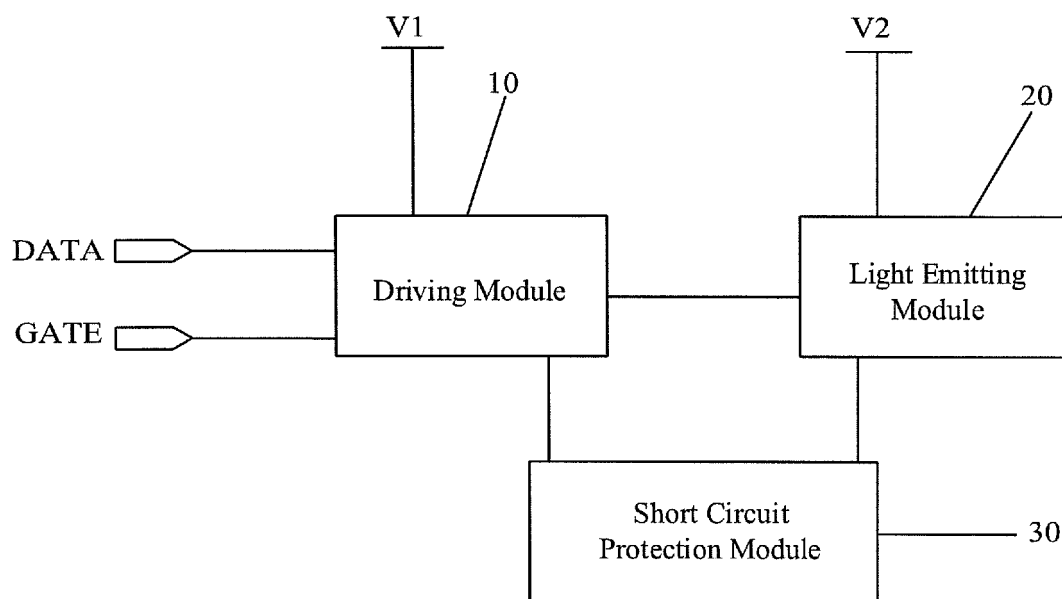 V1
V2
10
20
DATA
GATE
Driving Module
Light Emitting
Module
Short Circuit
Protection Module
30